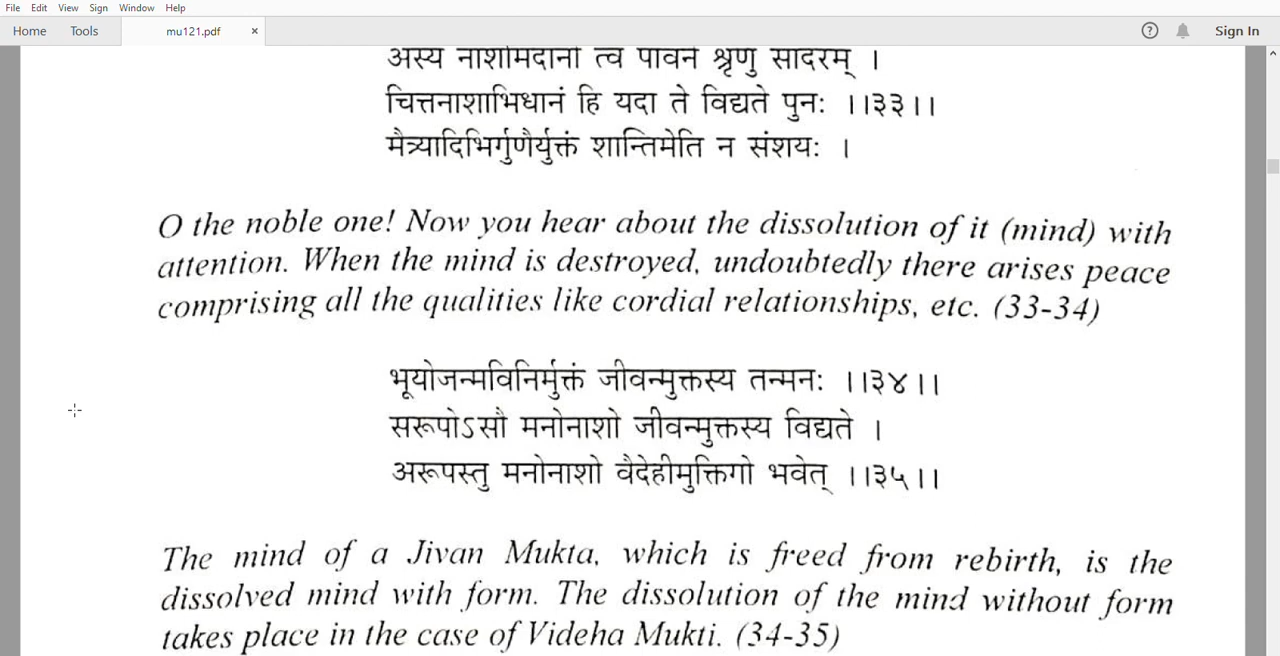 File Edit View Sign Window Help
Home Tools mu121.pdf × ? Sign In
अस्य नाशमिदानीं त्वं पावन श्रृणु सादरम् ।
चित्तनाशाभिधानं हि यदा ते विद्यते पुनः ।।३३।।
मैत्र्यादिभिर्गुणैर्युक्तं शान्तिमेति न संशयः ।
O the noble one! Now you hear about the dissolution of it (mind) with
attention. When the mind is destroyed, undoubtedly there arises peace
comprising all the qualities like cordial relationships, etc. (33-34)
भूयोजन्मविनिर्मुक्तं जीवन्मुक्तस्य तन्मनः ।।३४।।
सरूपोऽसौ मनोनाशो जीवन्मुक्तस्य विद्यते ।
अरूपस्तु मनोनाशो वैदेहीमुक्तिगो भवेत् ।।३५।।
The mind of a Jivan Mukta, which is freed from rebirth, is the
dissolved mind with form. The dissolution of the mind without form
takes place in the case of Videha Mukti. (34-35)